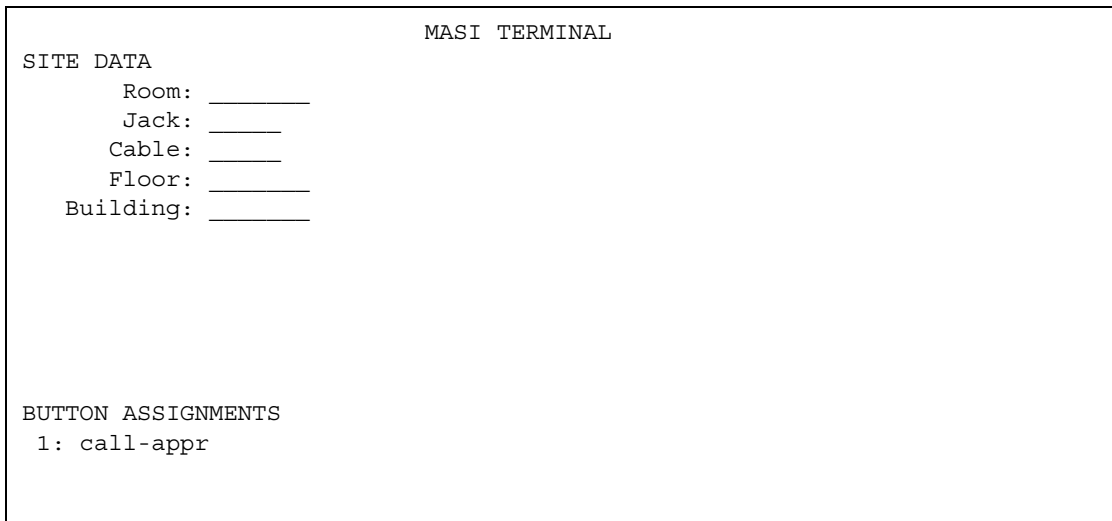 MASI TERMINAL
SITE DATA
Room: _______
Jack: _____
Cable: _____
Floor: _______
Building: _______
BUTTON ASSIGNMENTS
1: call-appr